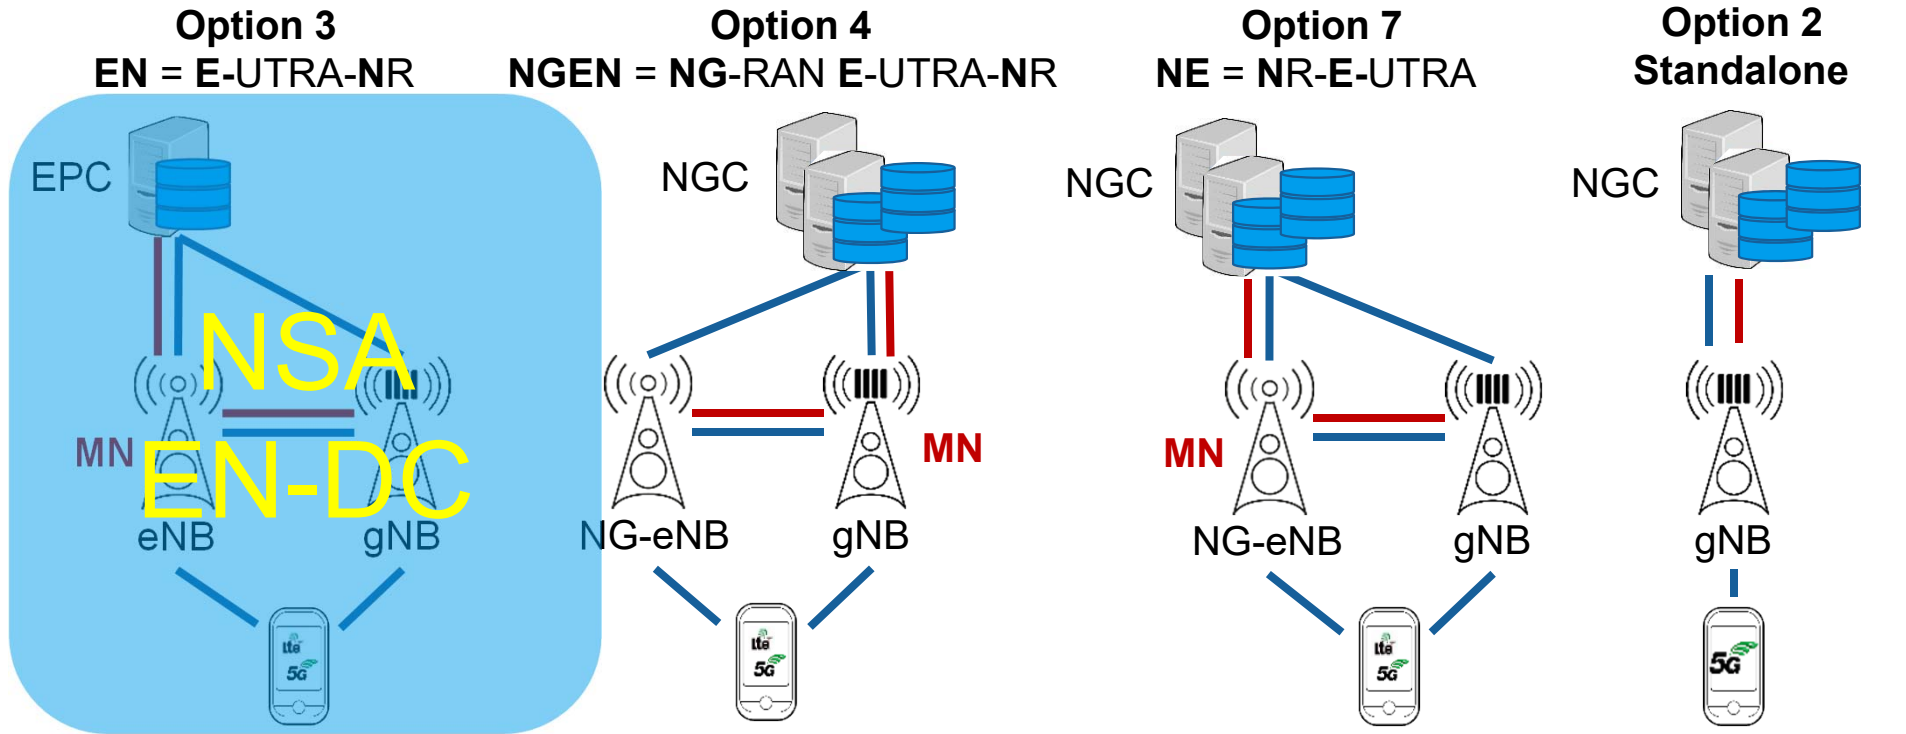 Option 3
EN = E-UTRA-NR
EPC
NSA
MN
EN-DC
eNB
gNB
lte
5G
Option 4
NGEN = NG-RAN E-UTRA-NR
NGC
MN
NG-eNB
gNB
lte
5G
Option 7
NE = NR-E-UTRA
NGC
MN
NG-eNB
gNB
lte
5G
Option 2
Standalone
NGC
gNB
5G